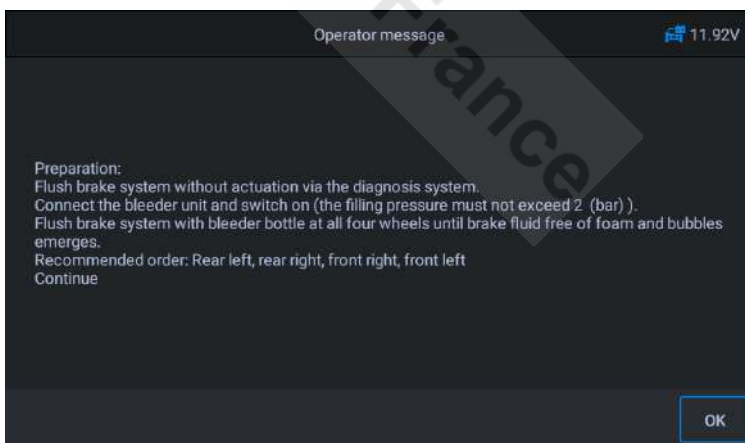 Operator message
11.92V
France
Preparation:
Flush brake system without actuation via the diagnosis system.
Connect the bleeder unit and switch on (the filling pressure must not exceed 2 (bar) ).
Flush brake system with bleeder bottle at all four wheels until brake fluid free of foam and bubbles
emerges.
Recommended order: Rear left, rear right, front right, front left
Continue
OK